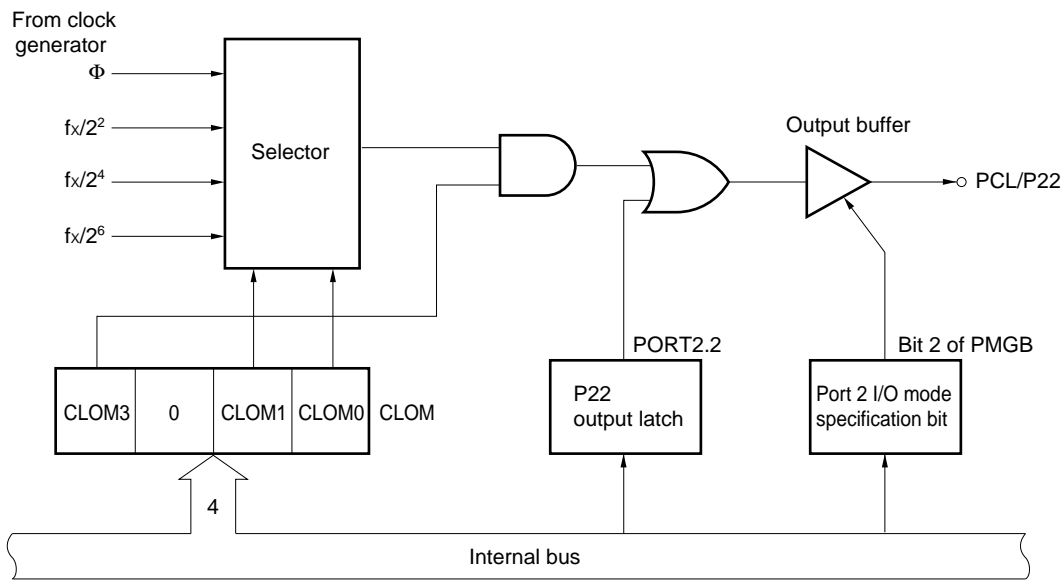 From clock
generator
Φ
fx/2²
fx/2⁴
fx/2⁶
Selector
Output buffer
PCL/P22
PORT2.2
Bit 2 of PMGB
CLOM3 0 CLOM1 CLOM0 CLOM
P22
output latch
Port 2 I/O mode
specification bit
4
Internal bus